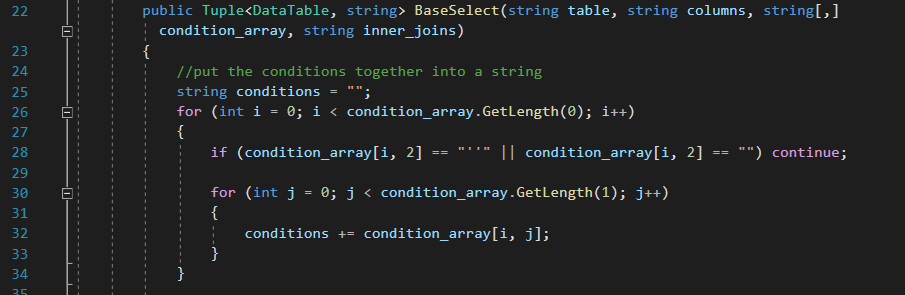 22 public Tuple<DataTable, string> BaseSelect(string table, string columns, string[,]
condition_array, string inner_joins)
23 {
24 //put the conditions together into a string
25 string conditions = "";
26 for (int i = 0; i < condition_array.GetLength(0); i++)
27 {
28 if (condition_array[i, 2] == "''" || condition_array[i, 2] == "") continue;
29
30 for (int j = 0; j < condition_array.GetLength(1); j++)
31 {
32 conditions += condition_array[i, j];
33 }
34 }
35